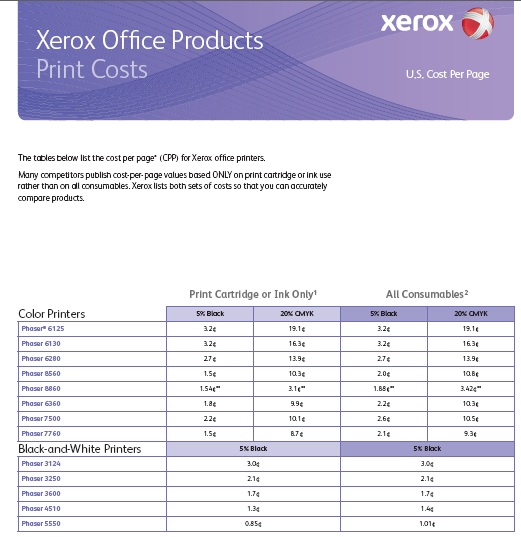 xerox
Xerox Office Products
Print Costs
U.S. Cost Per Page
The tables below list the cost per page* (CPP) for Xerox office printers.
Many competitors publish cost-per-page values based ONLY on print cartridge or ink use
rather than on all consumables. Xerox lists both sets of costs so that you can accurately
compare products.
Print Cartridge or Ink Only¹ All Consumables²
Color Printers 5% Black 20% CMYK 5% Black 20% CMYK
Phaser® 6125 3.2¢ 19.1¢ 3.2¢ 19.1¢
Phaser 6130 3.2¢ 16.3¢ 3.2¢ 16.3¢
Phaser 6280 2.7¢ 13.9¢ 2.7¢ 13.9¢
Phaser 8560 1.5¢ 10.3¢ 2.0¢ 10.8¢
Phaser 8860 1.54¢** 3.1¢** 1.88¢** 3.42¢**
Phaser 6360 1.8¢ 9.9¢ 2.2¢ 10.3¢
Phaser 7500 2.2¢ 10.1¢ 2.6¢ 10.5¢
Phaser 7760 1.5¢ 8.7¢ 2.1¢ 9.3¢
Black-and-White Printers 5% Black 5% Black
Phaser 3124 3.0¢ 3.0¢
Phaser 3250 2.1¢ 2.1¢
Phaser 3600 1.7¢ 1.7¢
Phaser 4510 1.3¢ 1.4¢
Phaser 5550 0.85¢ 1.01¢